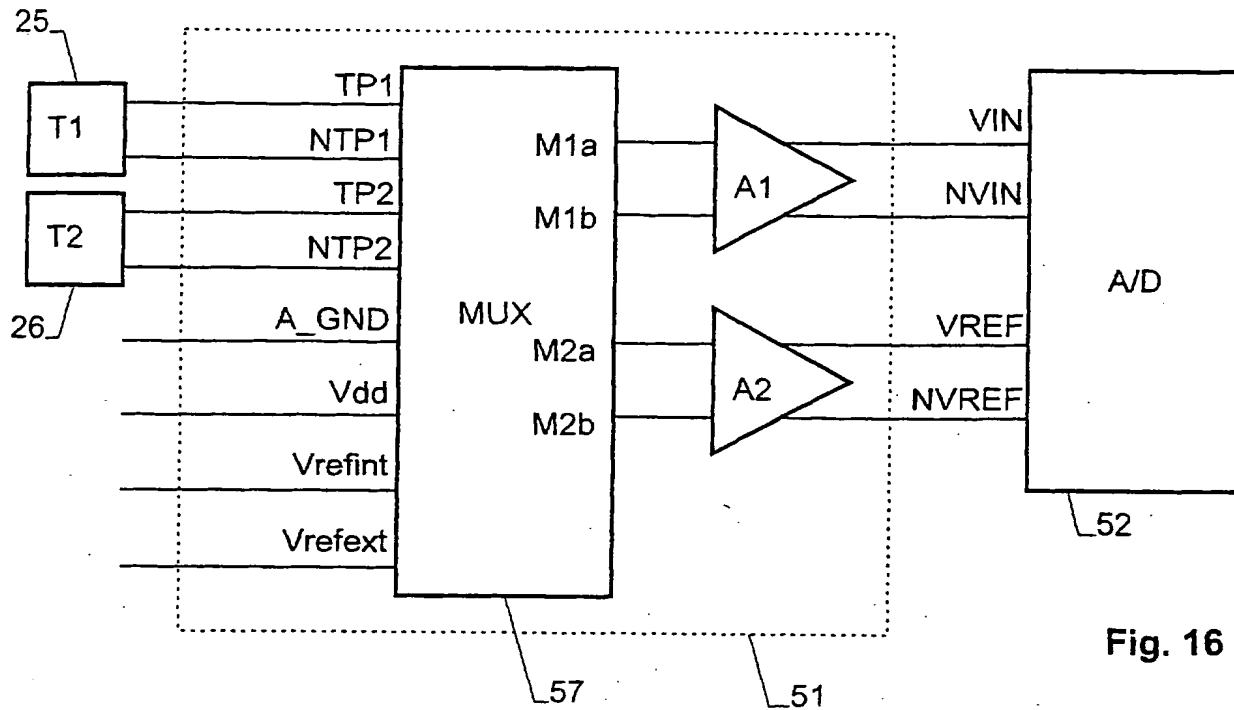 25
T1
TP1
NTP1
T2
TP2
NTP2
26
A_GND
Vdd
Vrefint
Vrefext
MUX
M1a
M1b
M2a
M2b
A1
A2
VIN
NVIN
VREF
NVREF
A/D
52
57
51
Fig. 16